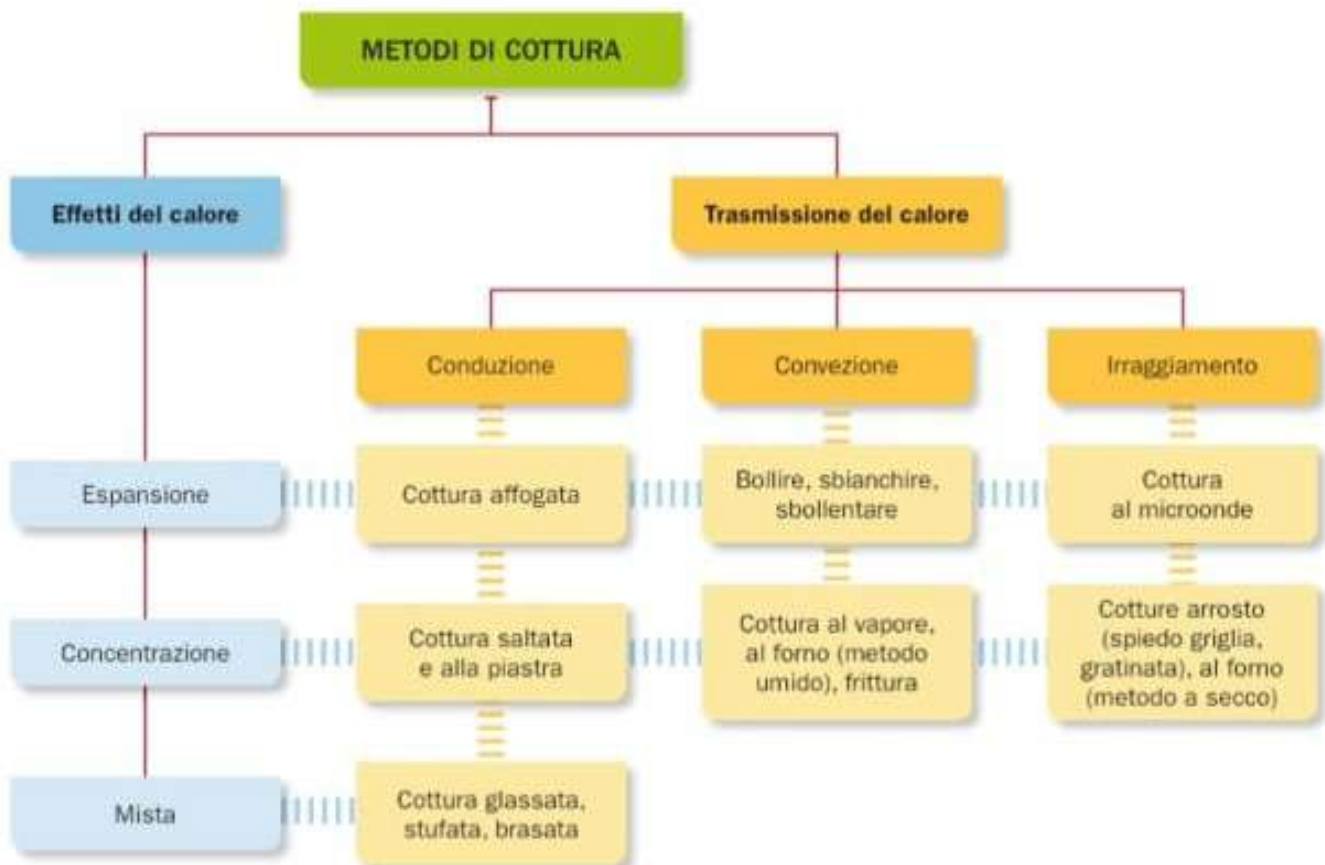 METODI DI COTTURA
Effetti del calore
Trasmissione del calore
Conduzione
Convezione
Irraggiamento
Espansione
Cottura affogata
Bollire, sbianchire,
sbollentare
Cottura
al microonde
Concentrazione
Cottura saltata
e alla piastra
Cottura al vapore,
al forno (metodo
umido), frittura
Cotture arrosto
(spiedo griglia,
gratinata), al forno
(metodo a secco)
Mista
Cottura glassata,
stufata, brasata